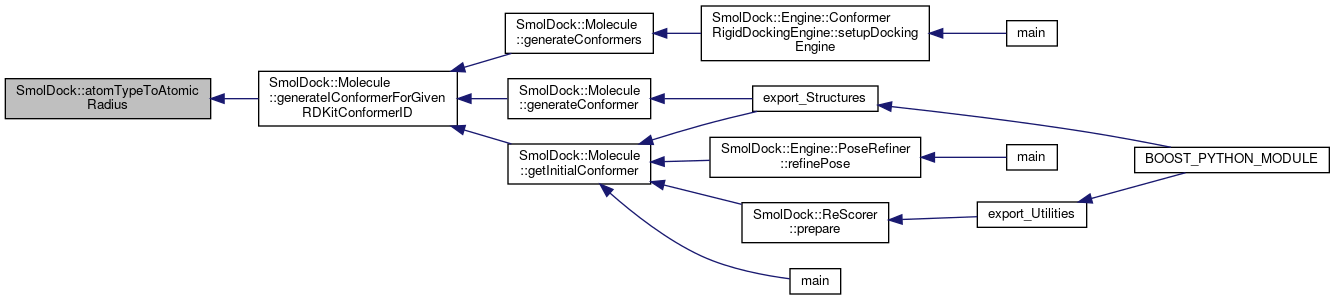 SmolDock::atomTypeToAtomic
Radius
SmolDock::Molecule
::generateIConformerForGiven
RDKitConformerID
SmolDock::Molecule
::generateConformers
SmolDock::Engine::Conformer
RigidDockingEngine::setupDocking
Engine
main
SmolDock::Molecule
::generateConformer
export_Structures
SmolDock::Molecule
::getInitialConformer
SmolDock::Engine::PoseRefiner
::refinePose
main
BOOST_PYTHON_MODULE
SmolDock::ReScorer
::prepare
export_Utilities
main